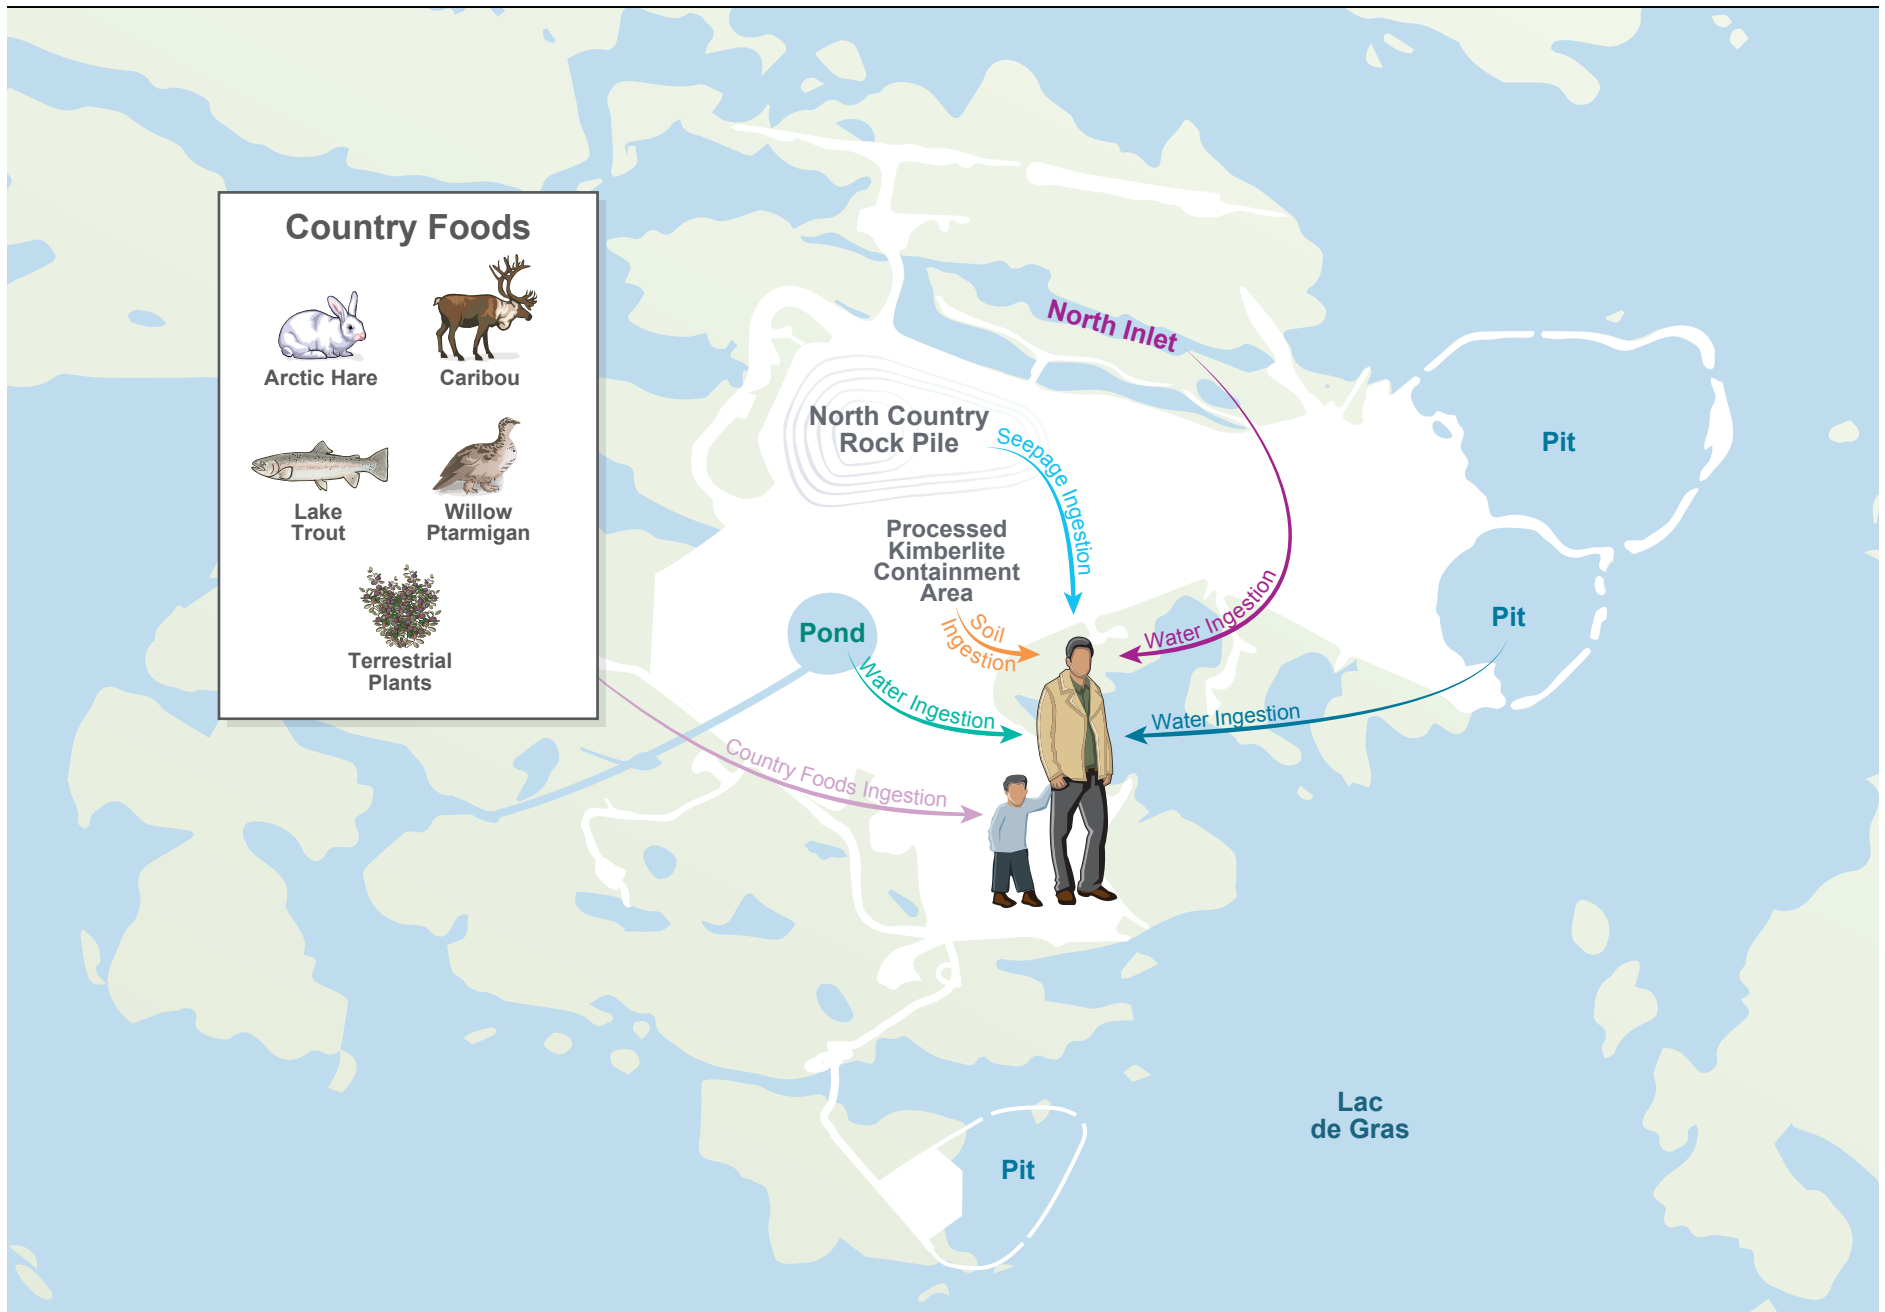 Country Foods
Arctic Hare
Caribou
Lake
Trout
Willow
Ptarmigan
Terrestrial
Plants
North Inlet
North Country
Rock Pile
Seepage Ingestion
Processed
Kimberlite
Containment
Area
Soil
Ingestion
Pond
Water Ingestion
Country Foods Ingestion
Water Ingestion
Water Ingestion
Pit
Pit
Pit
Lac
de Gras